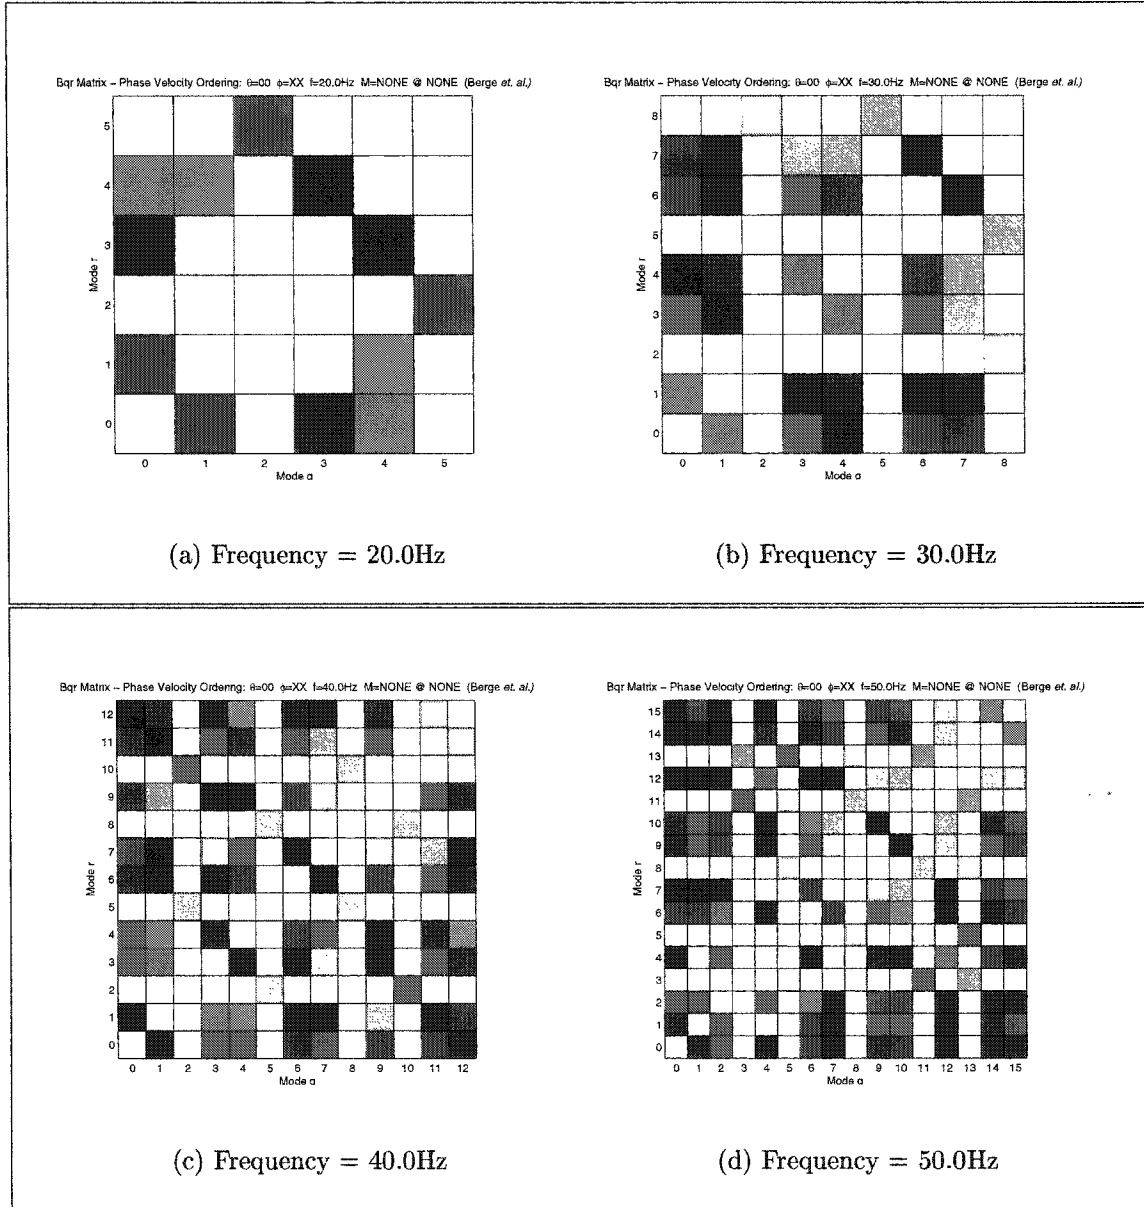 Bqr Matrix – Phase Velocity Ordering: θ=00 ϕ=XX f=20.0Hz M=NONE @ NONE (Berge et. al.)
5
4
3
2
1
0
Mode r
0 1 2 3 4 5
Mode q
(a) Frequency = 20.0Hz
Bqr Matrix – Phase Velocity Ordering: θ=00 ϕ=XX f=30.0Hz M=NONE @ NONE (Berge et. al.)
8
7
6
5
4
3
2
1
0
Mode r
0 1 2 3 4 5 6 7 8
Mode q
(b) Frequency = 30.0Hz
Bqr Matrix – Phase Velocity Ordering: θ=00 ϕ=XX f=40.0Hz M=NONE @ NONE (Berge et. al.)
12
11
10
9
8
7
6
5
4
3
2
1
0
Mode r
0 1 2 3 4 5 6 7 8 9 10 11 12
Mode q
(c) Frequency = 40.0Hz
Bqr Matrix – Phase Velocity Ordering: θ=00 ϕ=XX f=50.0Hz M=NONE @ NONE (Berge et. al.)
15
14
13
12
11
10
9
8
7
6
5
4
3
2
1
0
Mode r
0 1 2 3 4 5 6 7 8 9 10 11 12 13 14 15
Mode q
(d) Frequency = 50.0Hz